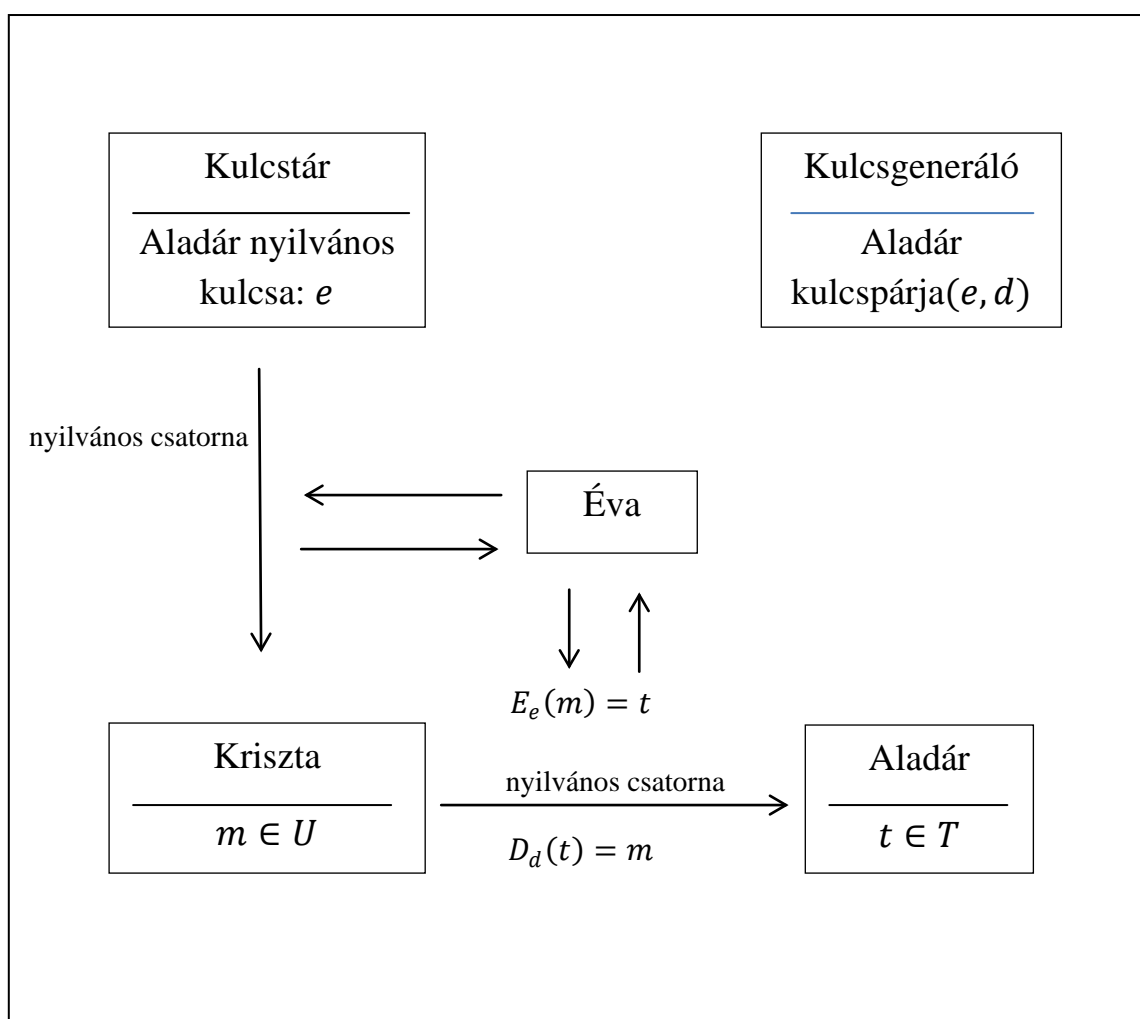 Kulcstár
Aladár nyilvános
kulcsa: e
Kulcsgeneráló
Aladár
kulcspárja(e, d)
nyilvános csatorna
Éva
E_e(m) = t
Kriszta
m ∈ U
nyilvános csatorna
D_d(t) = m
Aladár
t ∈ T